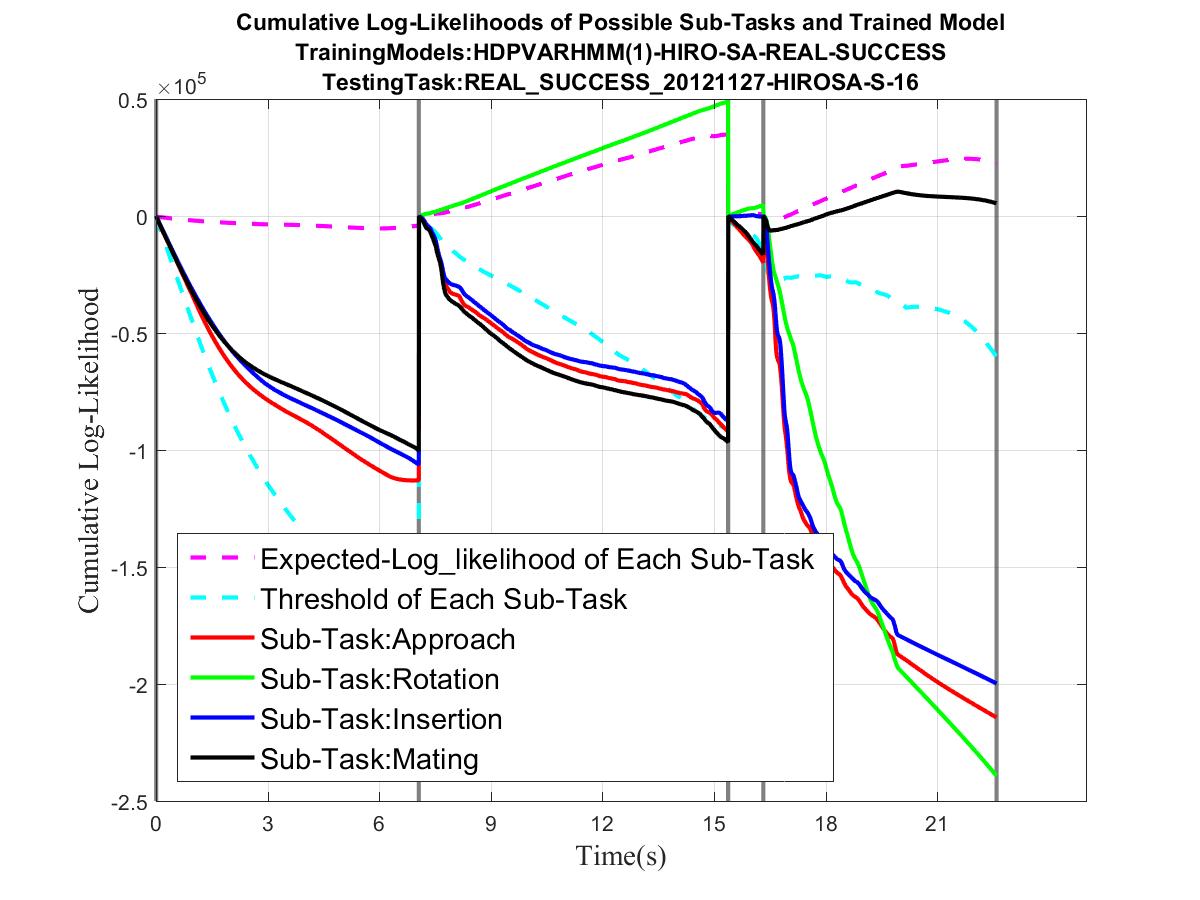 Cumulative Log-Likelihoods of Possible Sub-Tasks and Trained Model
TrainingModels:HDPVARHMM(1)-HIRO-SA-REAL-SUCCESS
TestingTask:REAL_SUCCESS_20121127-HIROSA-S-16
×10^5
0.5
0
-0.5
-1
-1.5
-2
-2.5
Cumulative Log-Likelihood
Expected-Log_likelihood of Each Sub-Task
Threshold of Each Sub-Task
Sub-Task:Approach
Sub-Task:Rotation
Sub-Task:Insertion
Sub-Task:Mating
0 3 6 9 12 15 18 21
Time(s)